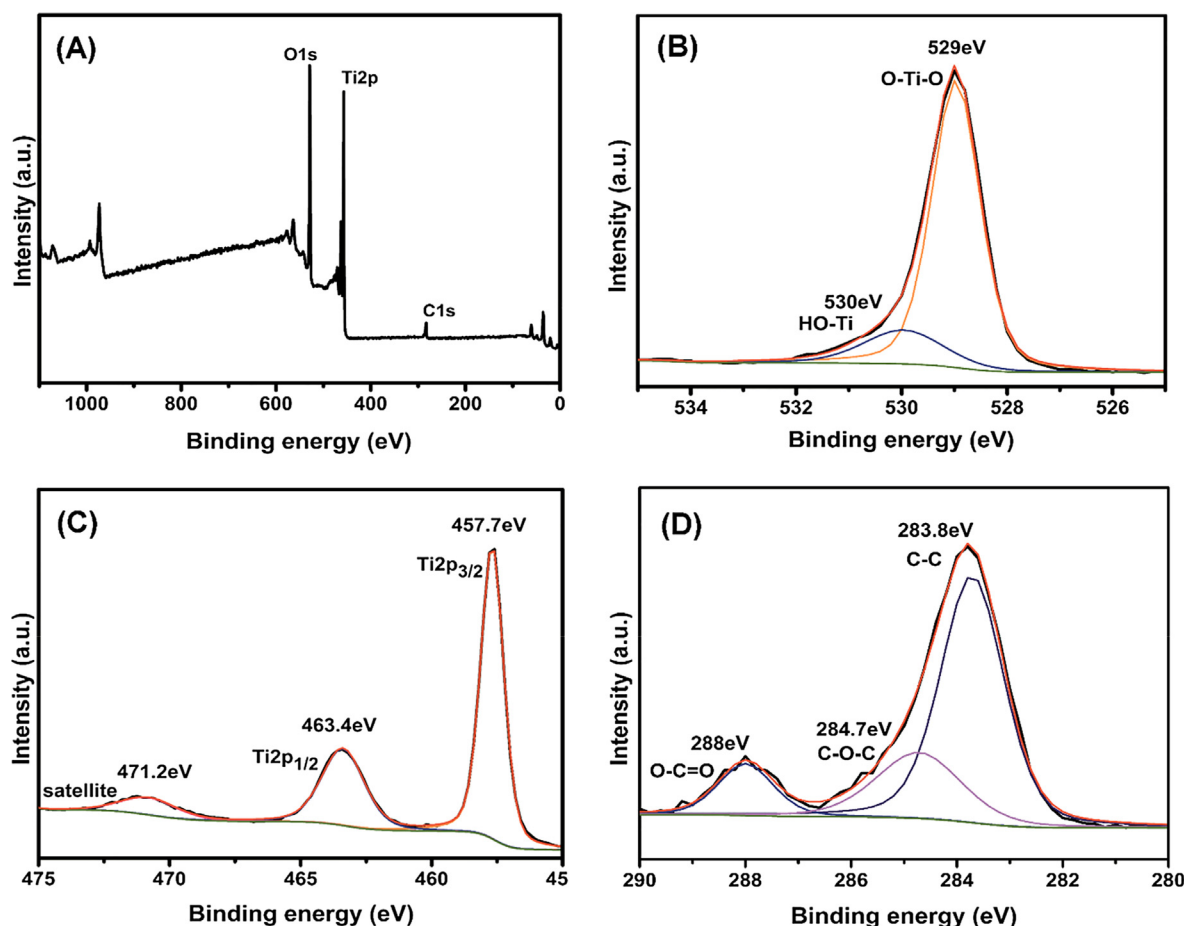 (A)
O1s
Ti2p
C1s
Intensity (a.u.)
1000 800 600 400 200 0
Binding energy (eV)
(B)
529eV
O-Ti-O
530eV
HO-Ti
Intensity (a.u.)
534 532 530 528 526
Binding energy (eV)
(C)
457.7eV
Ti2p3/2
463.4eV
Ti2p1/2
471.2eV
satellite
Intensity (a.u.)
475 470 465 460 45
Binding energy (eV)
(D)
283.8eV
C-C
284.7eV
C-O-C
288eV
O-C=O
Intensity (a.u.)
290 288 286 284 282 280
Binding energy (eV)